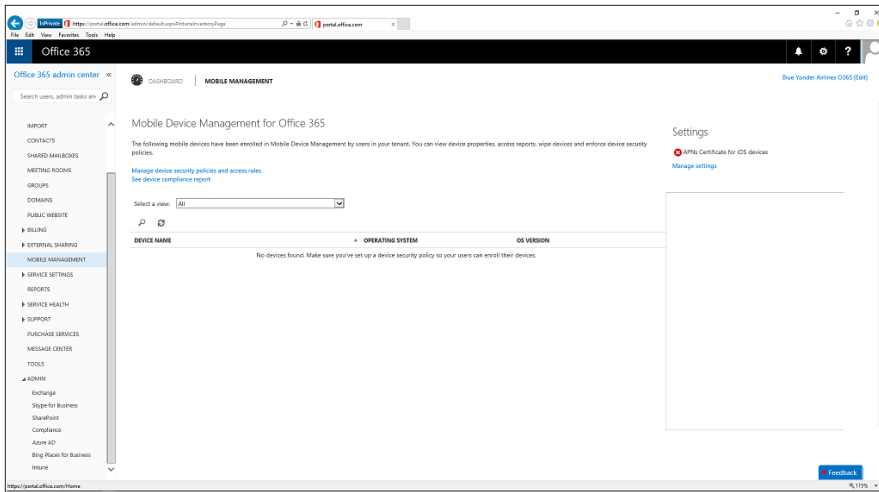 InPrivate https://portal.office.com/admin/default.aspx#IntuneInventoryPage
portal.office.com
File Edit View Favorites Tools Help
Office 365
?
Office 365 admin center «
DASHBOARD | MOBILE MANAGEMENT
Blue Yonder Airlines O365 (Edit)
Search users, admin tasks an
IMPORT
CONTACTS
SHARED MAILBOXES
MEETING ROOMS
GROUPS
DOMAINS
PUBLIC WEBSITE
BILLING
EXTERNAL SHARING
MOBILE MANAGEMENT
SERVICE SETTINGS
REPORTS
SERVICE HEALTH
SUPPORT
PURCHASE SERVICES
MESSAGE CENTER
TOOLS
ADMIN
Exchange
Skype for Business
SharePoint
Compliance
Azure AD
Bing Places for Business
Intune
Mobile Device Management for Office 365
The following mobile devices have been enrolled in Mobile Device Management by users in your tenant. You can view device properties, access reports, wipe devices and enforce device security
policies.
Manage device security policies and access rules
See device compliance report
Select a view: All
DEVICE NAME OPERATING SYSTEM OS VERSION
No devices found. Make sure you've set up a device security policy so your users can enroll their devices.
Settings
APNs Certificate for iOS devices
Manage settings
Feedback
https://portal.office.com/Home
115%